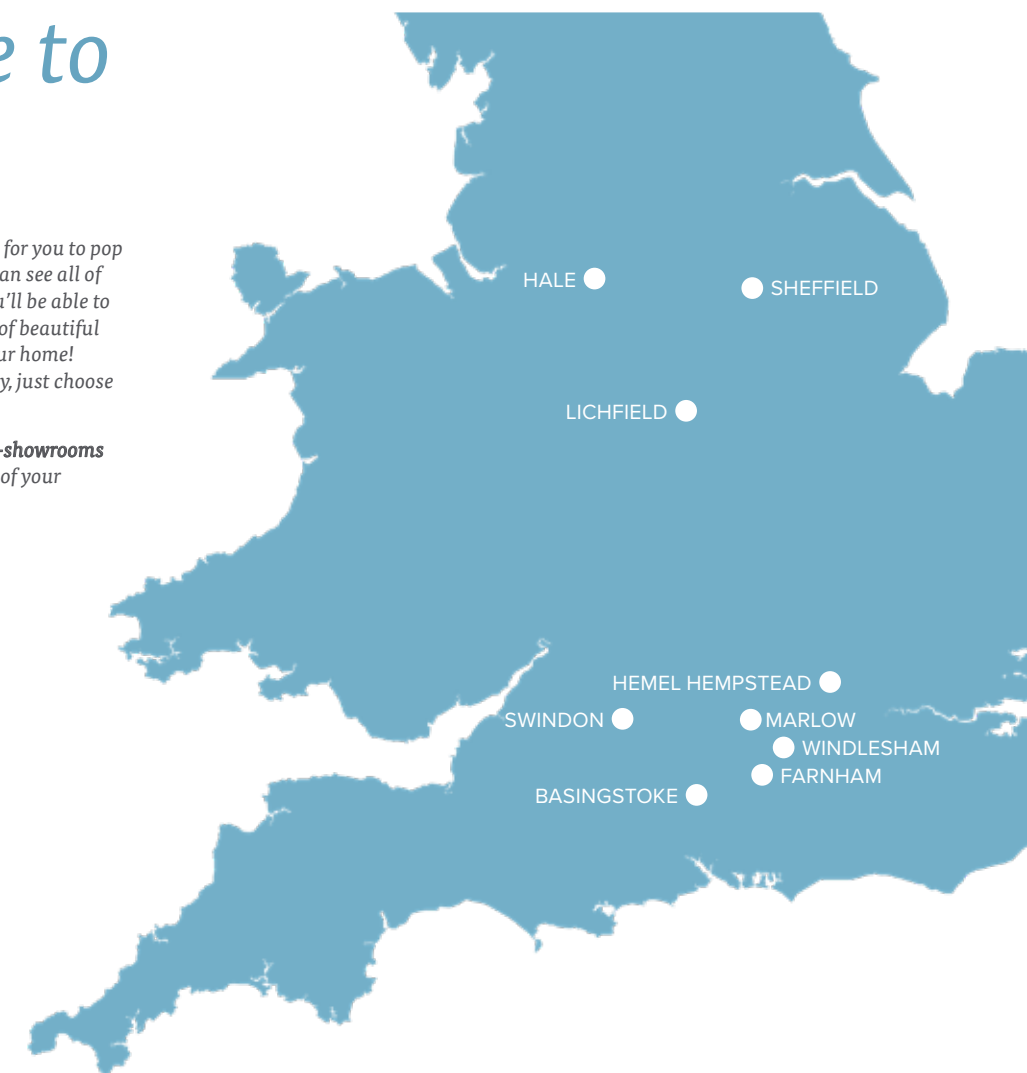 e to
for you to pop
an see all of
u'll be able to
of beautiful
ur home!
y, just choose
-showrooms
of your
HALE
SHEFFIELD
LICHFIELD
HEMEL HEMPSTEAD
SWINDON
MARLOW
WINDLESHAM
FARNHAM
BASINGSTOKE